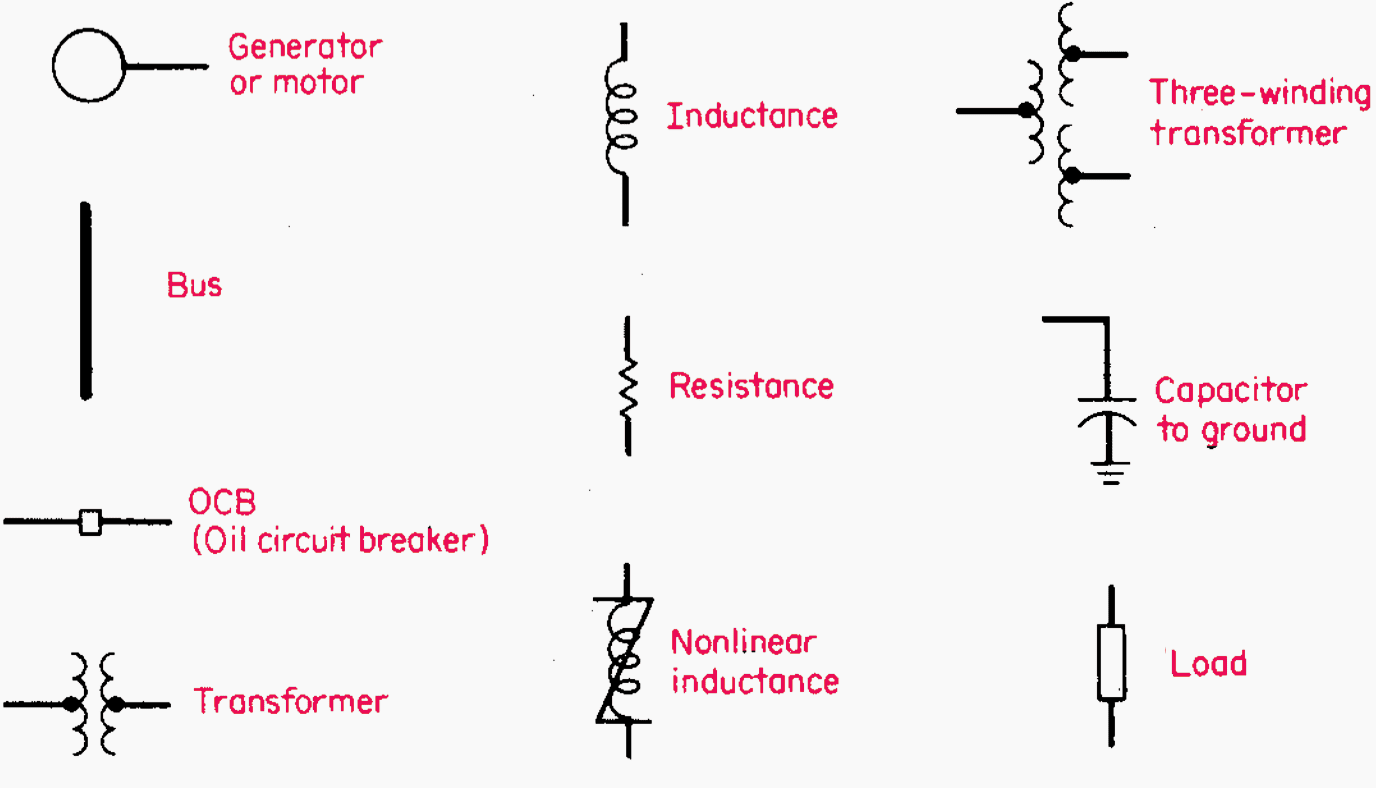 Generator
or motor
Bus
OCB
(Oil circuit breaker)
Transformer
Inductance
Resistance
Nonlinear
inductance
Three-winding
transformer
Capacitor
to ground
Load